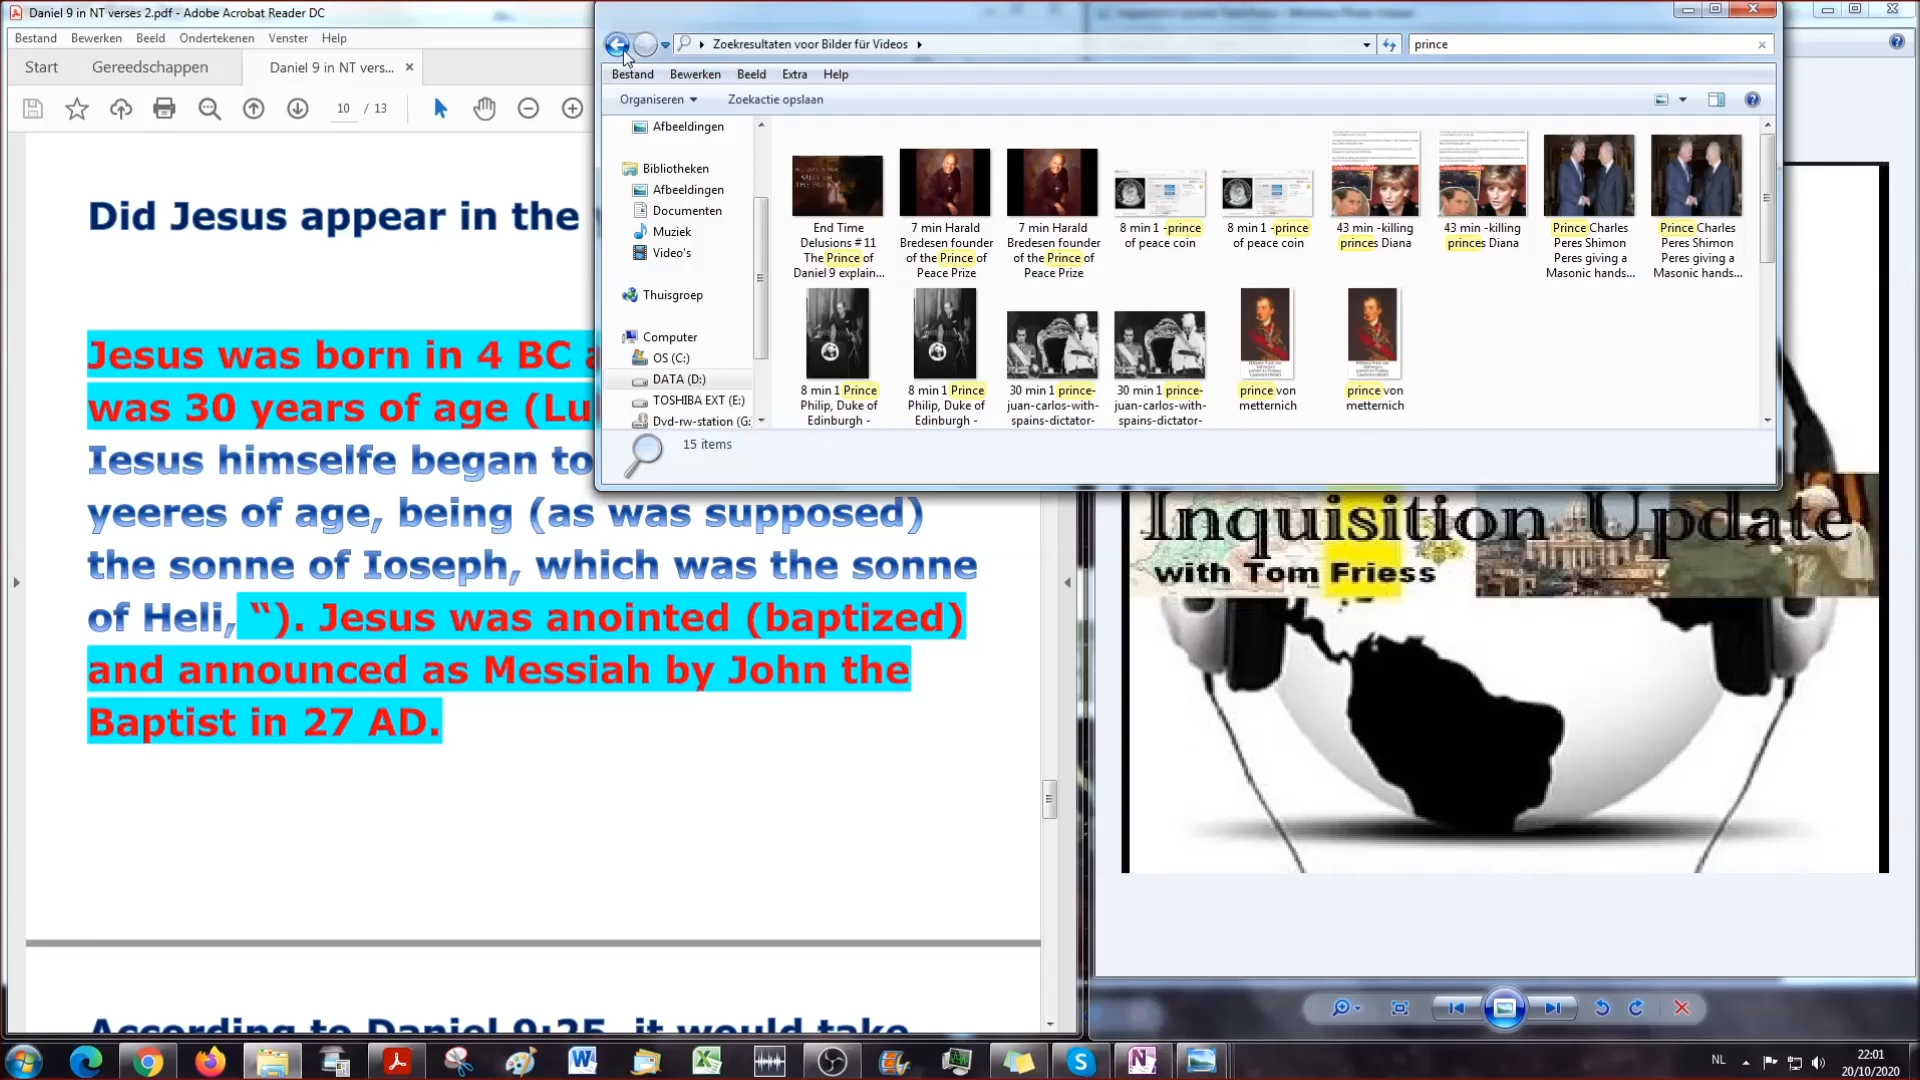 Daniel 9 in NT verses 2.pdf - Adobe Acrobat Reader DC
Bestand Bewerken Beeld Ondertekenen Venster Help
Start Gereedschappen Daniel 9 in NT vers... ×
10 / 13
Did Jesus appear in the
Jesus was born in 4 BC
was 30 years of age (Lu
Iesus himselfe began to
yeeres of age, being (as was supposed)
the sonne of Ioseph, which was the sonne
of Heli, “). Jesus was anointed (baptized)
and announced as Messiah by John the
Baptist in 27 AD.
According to Daniel 9:25, it would take
Zoekresultaten voor Bilder für Videos
prince
Bestand Bewerken Beeld Extra Help
Organiseren Zoekactie opslaan
Afbeeldingen
Bibliotheken
Afbeeldingen
Documenten
Muziek
Video's
Thuisgroep
Computer
OS (C:)
DATA (D:)
TOSHIBA EXT (E:)
Dvd-rw-station (G:
End Time
Delusions # 11
The Prince of
Daniel 9 explain...
7 min Harald
Bredesen founder
of the Prince of
Peace Prize
7 min Harald
Bredesen founder
of the Prince of
Peace Prize
8 min 1 -prince
of peace coin
8 min 1 -prince
of peace coin
43 min -killing
princes Diana
43 min -killing
princes Diana
Prince Charles
Peres Shimon
Peres giving a
Masonic hands...
Prince Charles
Peres Shimon
Peres giving a
Masonic hands...
8 min 1 Prince
Philip, Duke of
Edinburgh -
8 min 1 Prince
Philip, Duke of
Edinburgh -
30 min 1 prince-
juan-carlos-with-
spains-dictator-
30 min 1 prince-
juan-carlos-with-
spains-dictator-
prince von
metternich
prince von
metternich
15 items
Inquisition Update
with Tom Friess
NL
22:01
20/10/2020